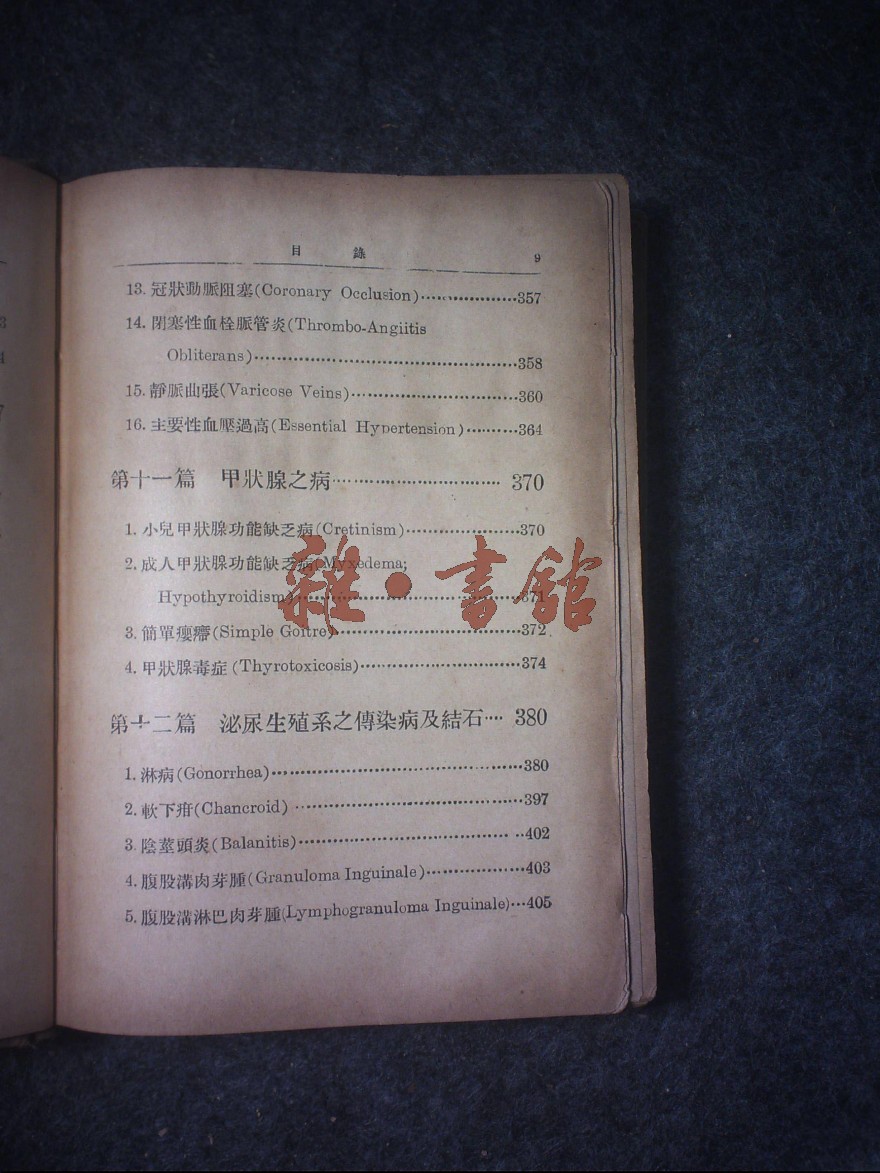 目錄 9
13. 冠狀動脈阻塞(Coronary Occlusion)··················357
14. 閉塞性血栓脈管炎(Thrombo-Angiitis
Obliterans)··································358
15. 靜脈曲張(Varicose Veins)······················360
16. 主要性血壓過高(Essential Hypertension)··········364
第十一篇 甲狀腺之病···························· 370
1. 小兒甲狀腺功能缺乏病(Cretinism)··················370
2. 成人甲狀腺功能缺乏病(Myxedema;
Hypothyroidism)·······························371
3. 簡單癭癤(Simple Goitre)························372
4. 甲狀腺毒症(Thyrotoxicosis)·····················374
第十二篇 泌尿生殖系之傳染病及結石···· 380
1. 淋病(Gonorrhea)·······························380
2. 軟下疳(Chancroid)····························397
3. 陰莖頭炎(Balanitis)···························402
4. 腹股溝肉芽腫(Granuloma Inguinale)···············403
5. 腹股溝淋巴肉芽腫(Lymphogranuloma Inguinale)···405
雜·書館